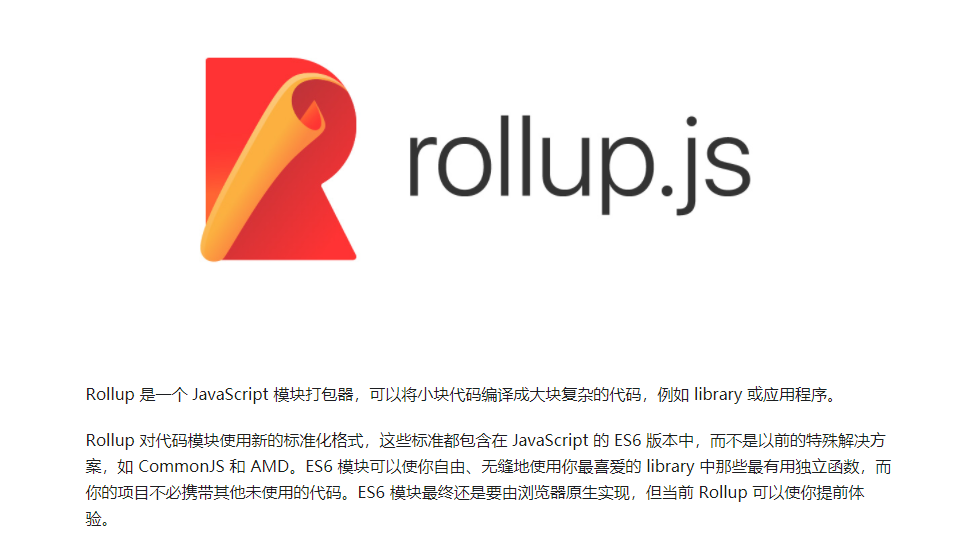 rollup.js
Rollup 是一个 JavaScript 模块打包器，可以将小块代码编译成大块复杂的代码，例如 library 或应用程序。
Rollup 对代码模块使用新的标准化格式，这些标准都包含在 JavaScript 的 ES6 版本中，而不是以前的特殊解决方
案，如 CommonJS 和 AMD。ES6 模块可以使你自由、无缝地使用你最喜爱的 library 中那些最有用独立函数，而
你的项目不必携带其他未使用的代码。ES6 模块最终还是要由浏览器原生实现，但当前 Rollup 可以使你提前体
验。